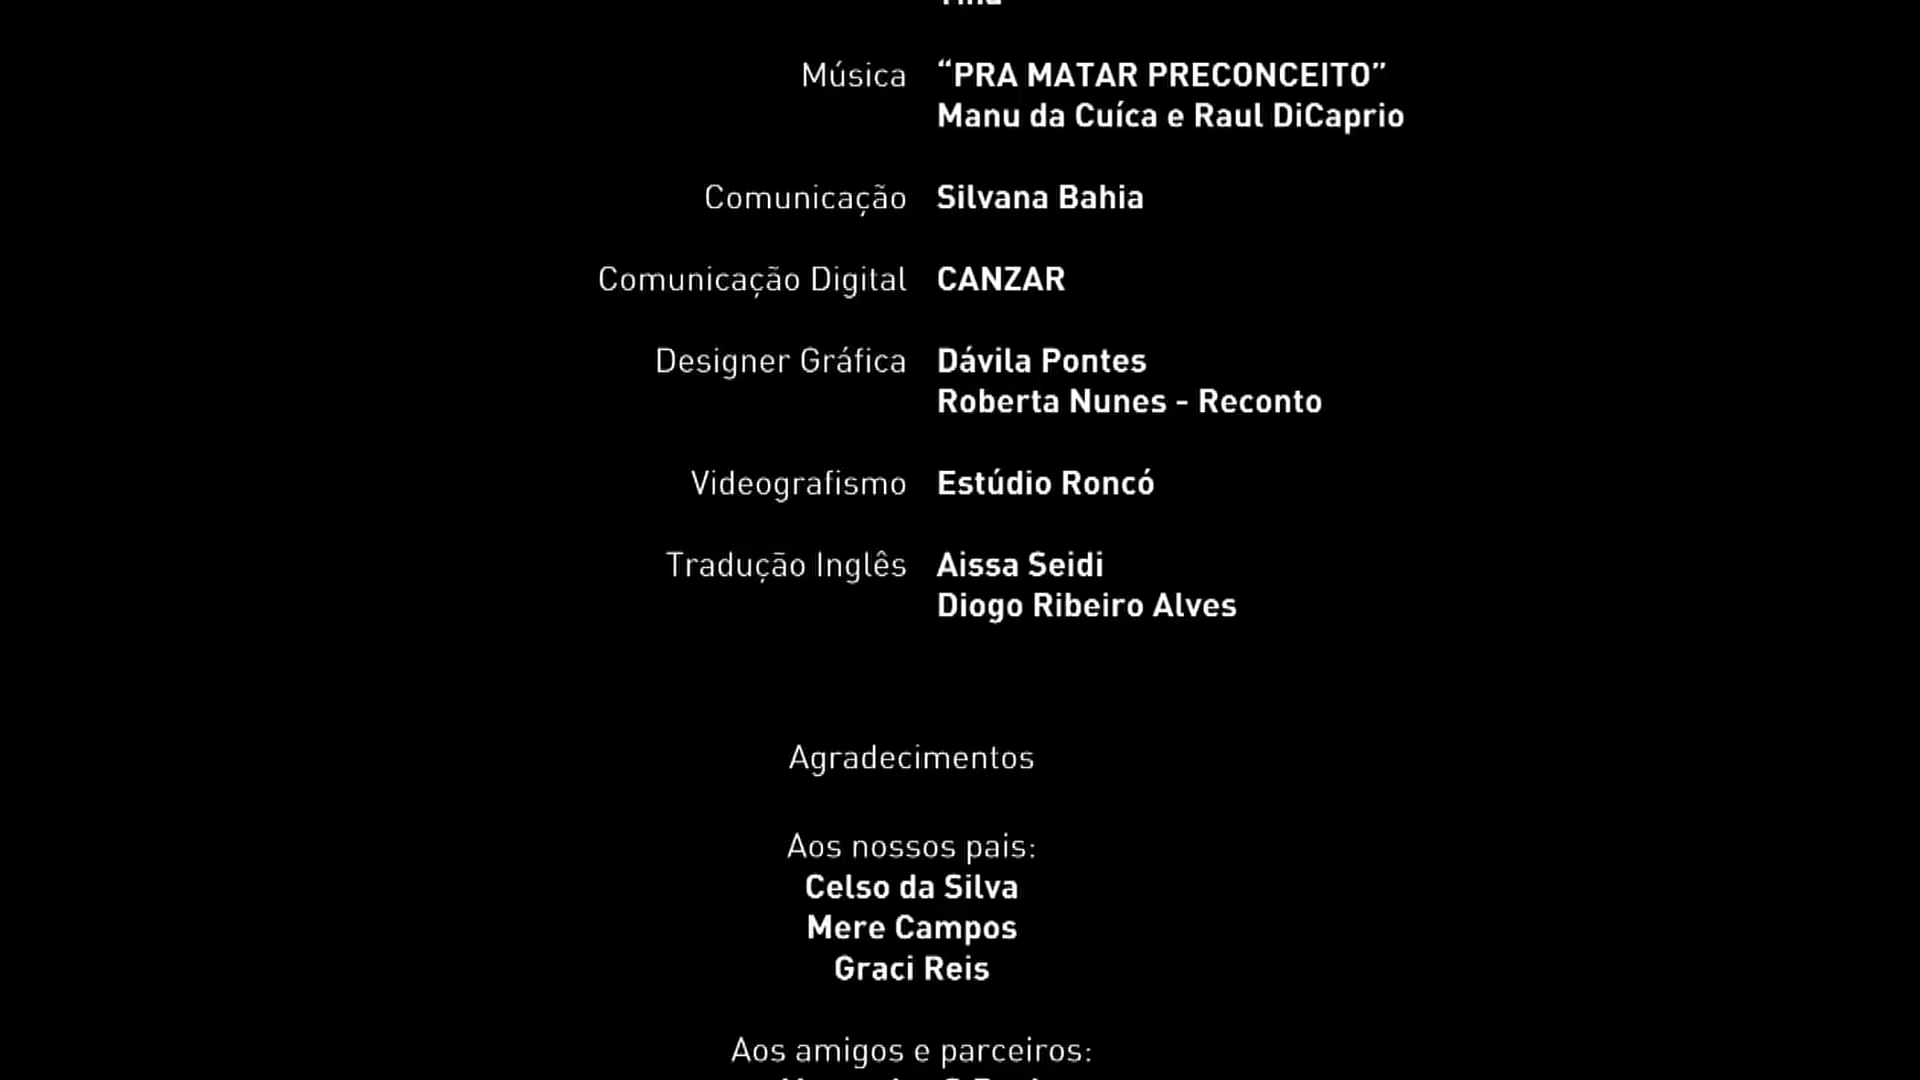 Música “PRA MATAR PRECONCEITO”
Manu da Cuíca e Raul DiCaprio
Comunicação Silvana Bahia
Comunicação Digital CANZAR
Designer Gráfica Dávila Pontes
Roberta Nunes - Reconto
Videografismo Estúdio Roncó
Tradução Inglês Aissa Seidi
Diogo Ribeiro Alves
Agradecimentos
Aos nossos pais:
Celso da Silva
Mere Campos
Graci Reis
Aos amigos e parceiros: